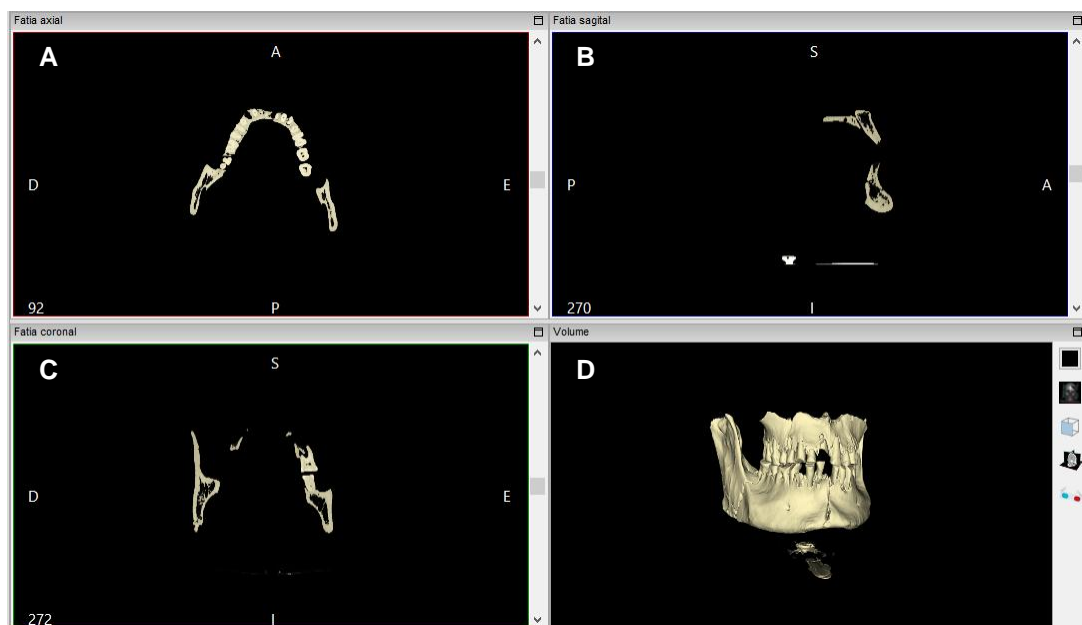 Fatia axial
A
A
D
E
92
P
Fatia sagital
B
S
P
A
270
I
Fatia coronal
C
S
D
E
272
I
Volume
D